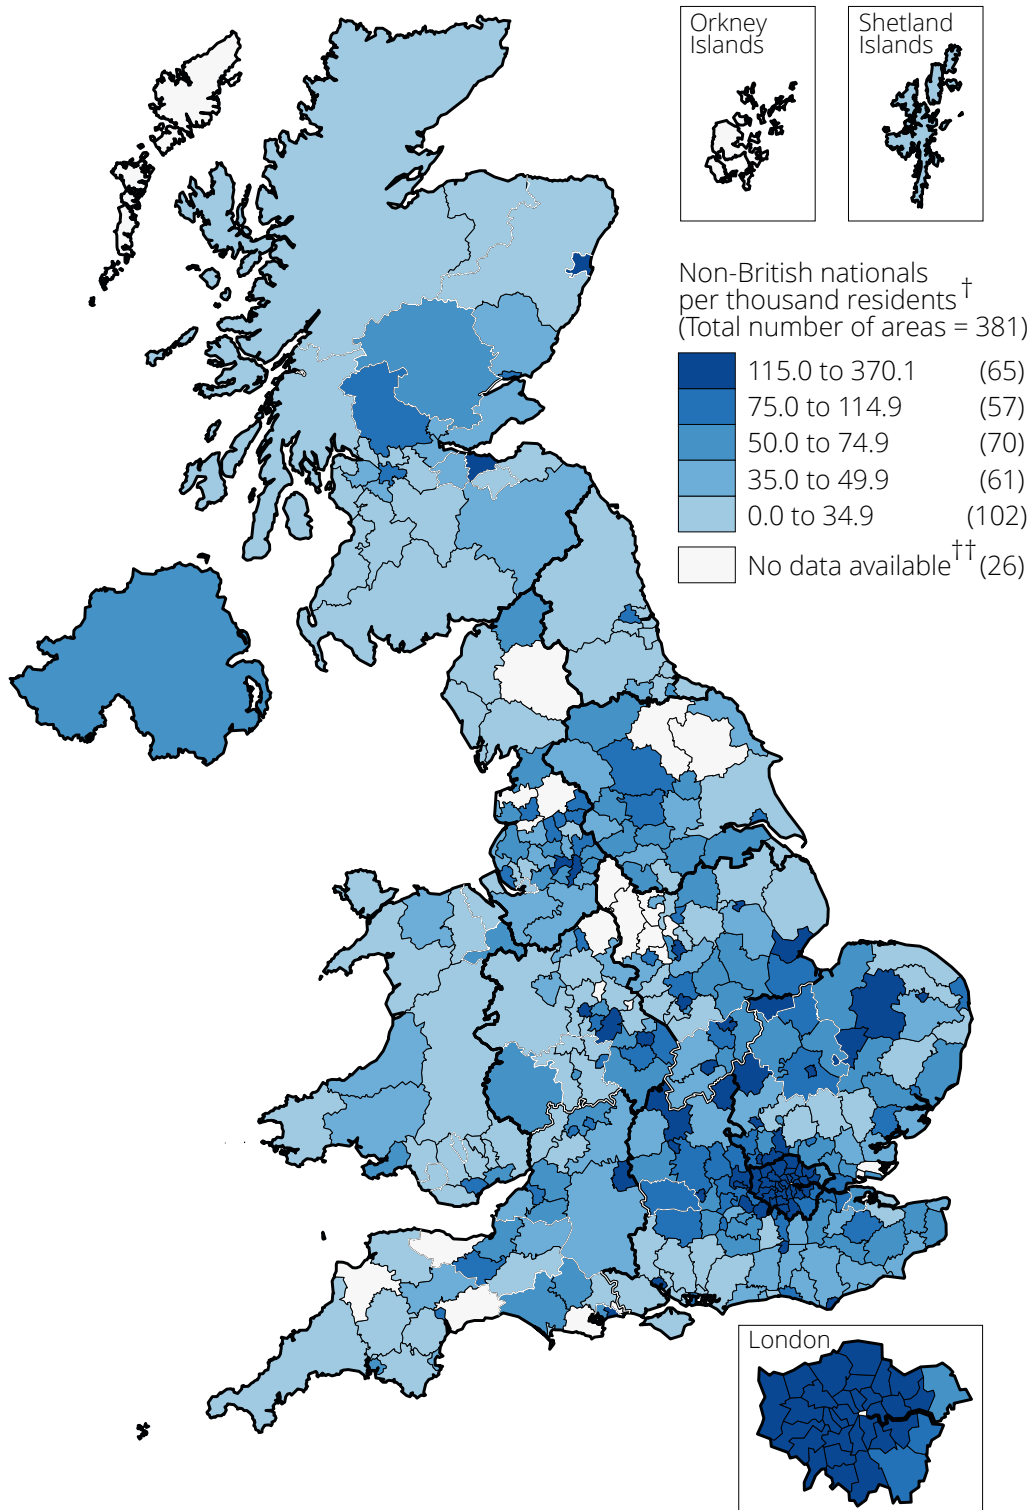 Orkney
Islands
Shetland
Islands
Non-British nationals
per thousand residents †
(Total number of areas = 381)
115.0 to 370.1 (65)
75.0 to 114.9 (57)
50.0 to 74.9 (70)
35.0 to 49.9 (61)
0.0 to 34.9 (102)
No data available †† (26)
London